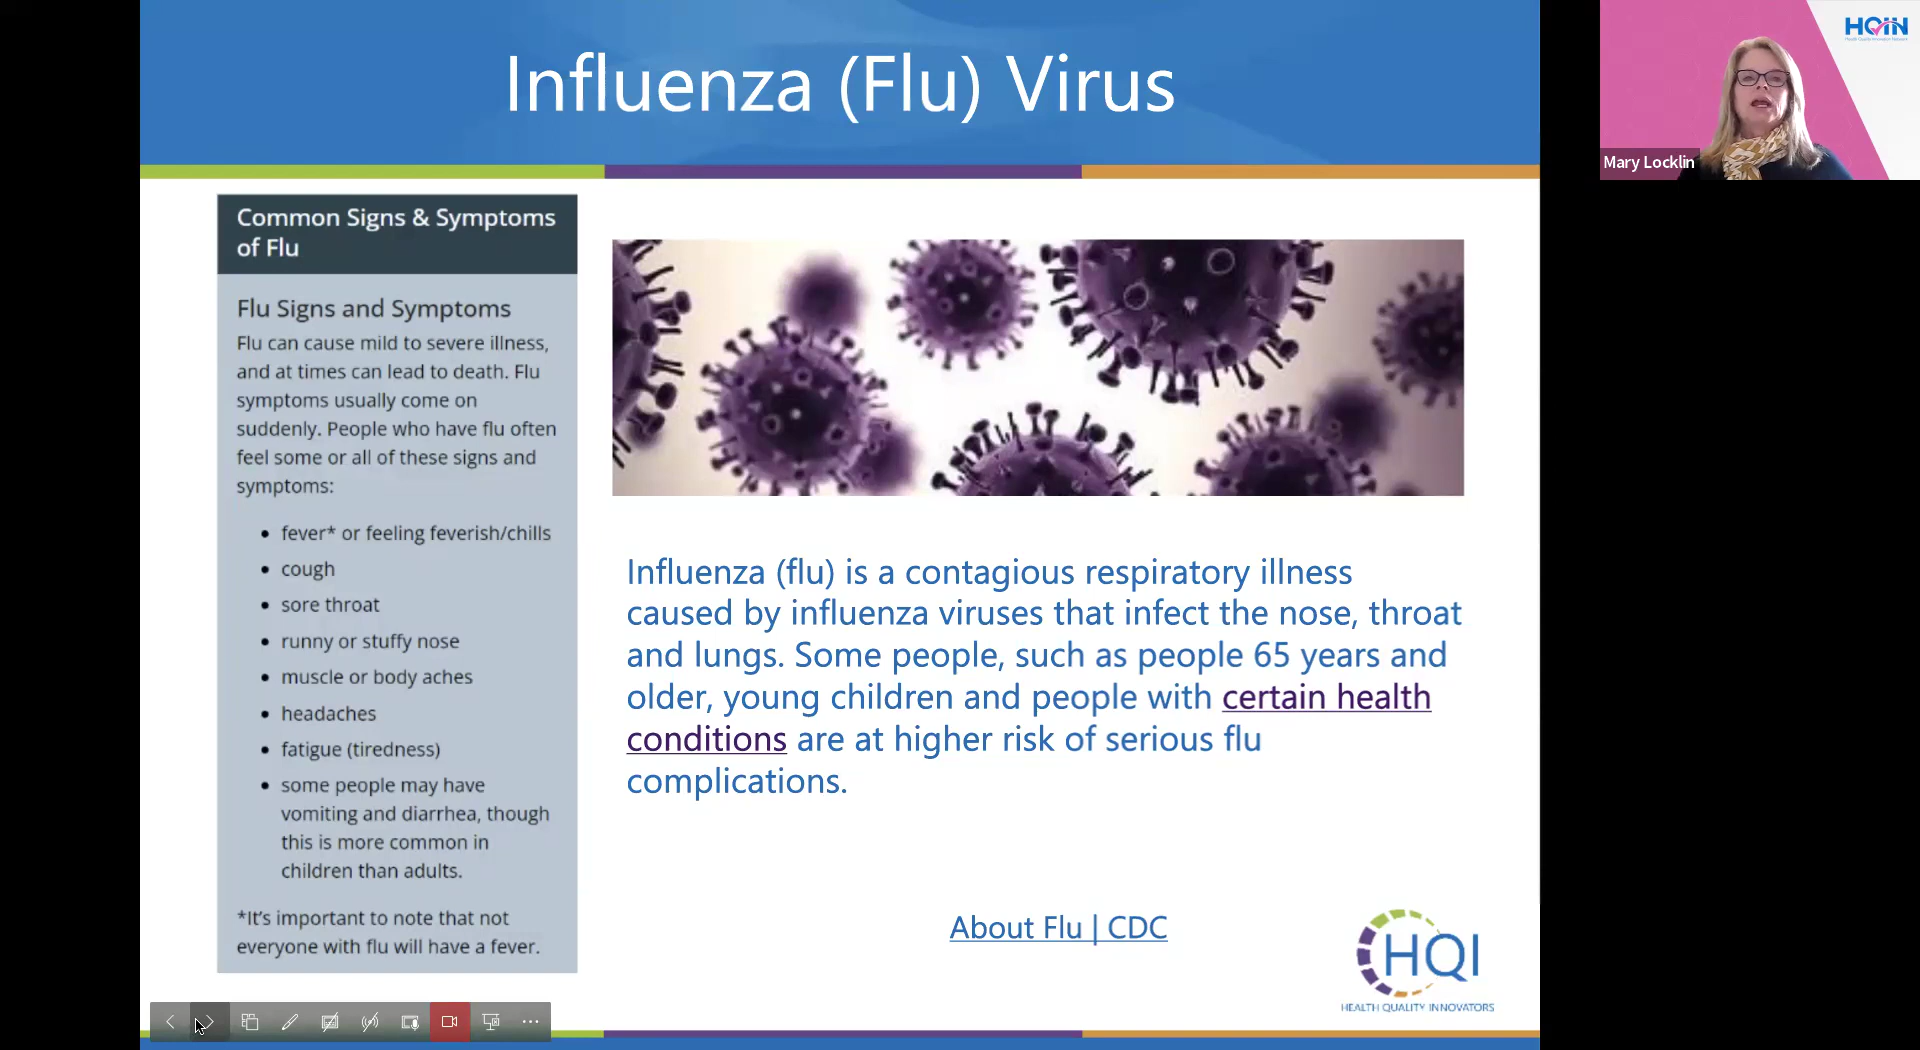 Influenza (Flu) Virus
HQIN
Mary Locklin
Common Signs & Symptoms
of Flu
Flu Signs and Symptoms
Flu can cause mild to severe illness,
and at times can lead to death. Flu
symptoms usually come on
suddenly. People who have flu often
feel some or all of these signs and
symptoms:
• fever* or feeling feverish/chills
• cough
• sore throat
• runny or stuffy nose
• muscle or body aches
• headaches
• fatigue (tiredness)
• some people may have
vomiting and diarrhea, though
this is more common in
children than adults.
*It's important to note that not
everyone with flu will have a fever.
Influenza (flu) is a contagious respiratory illness
caused by influenza viruses that infect the nose, throat
and lungs. Some people, such as people 65 years and
older, young children and people with certain health
conditions are at higher risk of serious flu
complications.
About Flu | CDC
HQI
HEALTH QUALITY INNOVATORS